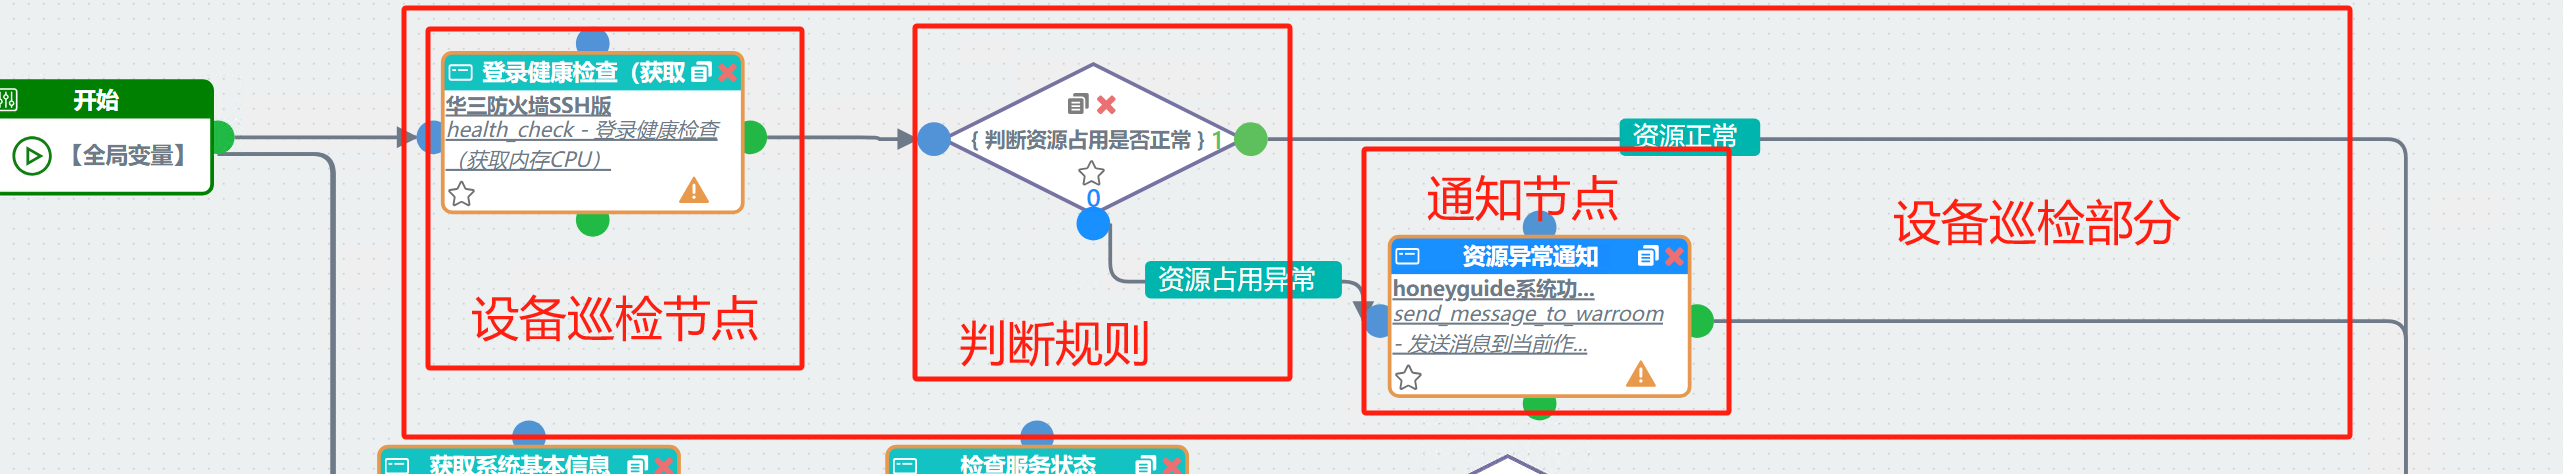 开始
【全局变量】
登录健康检查（获取
华三防火墙SSH版
health_check - 登录健康检查
（获取内存CPU）
设备巡检节点
{ 判断资源占用是否正常 } 1
0
判断规则
资源正常
资源占用异常
通知节点
资源异常通知
honeyguide系统功...
send_message_to_warroom
- 发送消息到当前作...
设备巡检部分
获取系统基本信息
检查服务状态